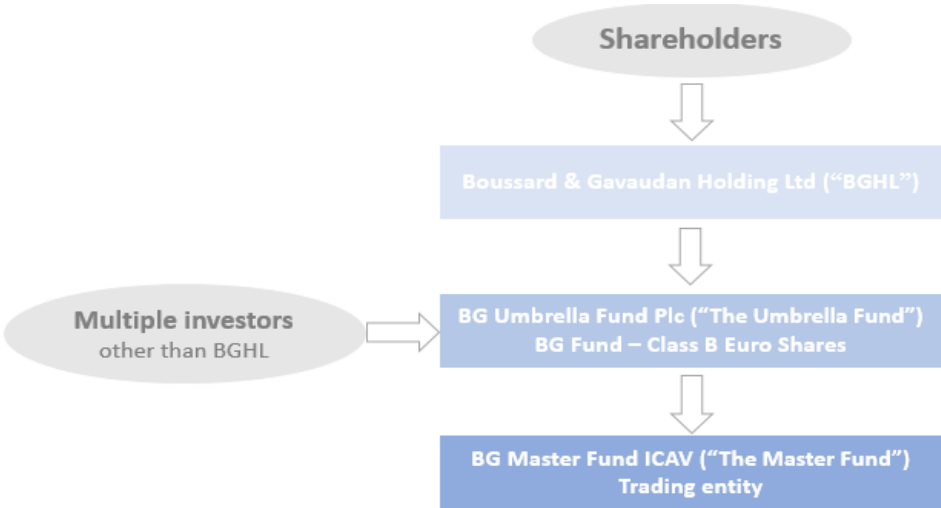 Shareholders
Boussard & Gavaudan Holding Ltd (“BGHL”)
Multiple investors
other than BGHL
BG Umbrella Fund Plc (“The Umbrella Fund”)
BG Fund – Class B Euro Shares
BG Master Fund ICAV (“The Master Fund”)
Trading entity